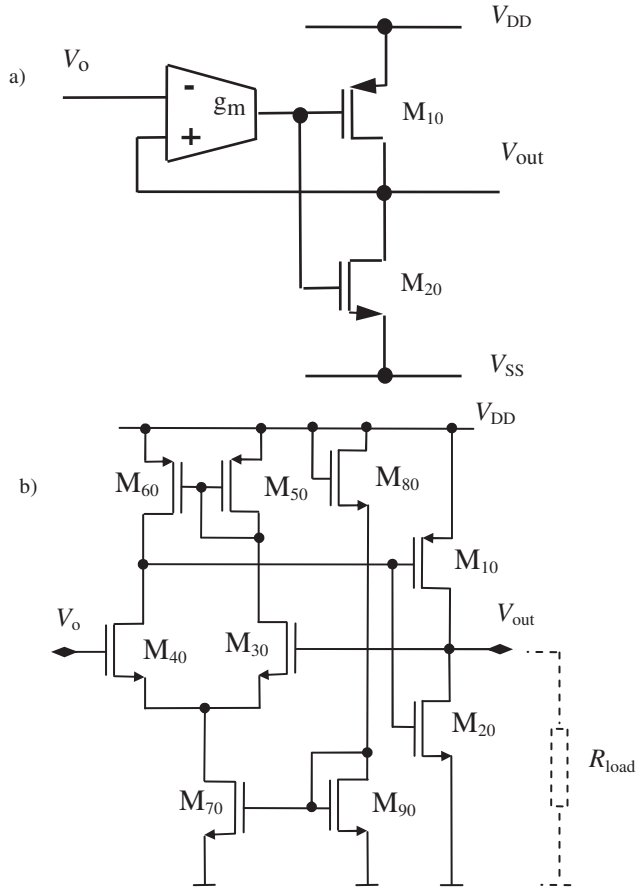 a)
V_DD
V_o
-
g_m
+
M_10
V_out
M_20
V_SS
b)
V_DD
M_60
M_50
M_80
M_10
V_o
M_40
M_30
V_out
M_20
R_load
M_70
M_90